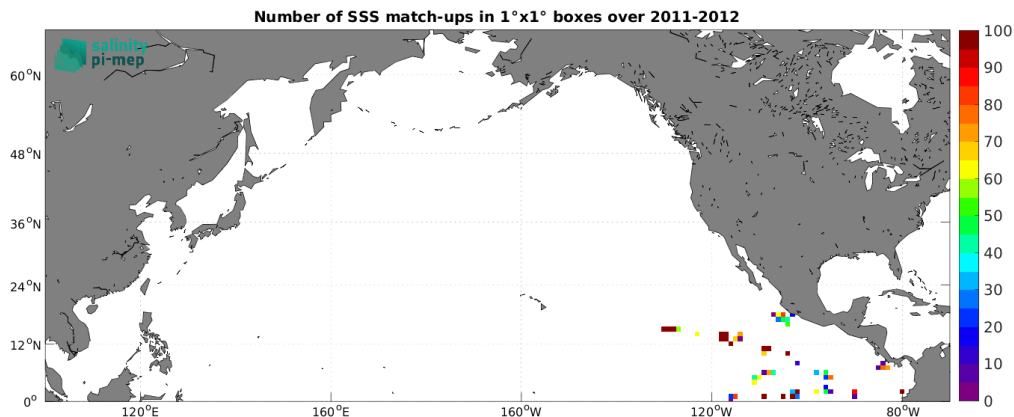 Number of SSS match-ups in 1°x1° boxes over 2011-2012
salinity
pi-mep
60°N
48°N
36°N
24°N
12°N
0°
120°E
160°E
160°W
120°W
80°W
100
90
80
70
60
50
40
30
20
10
0